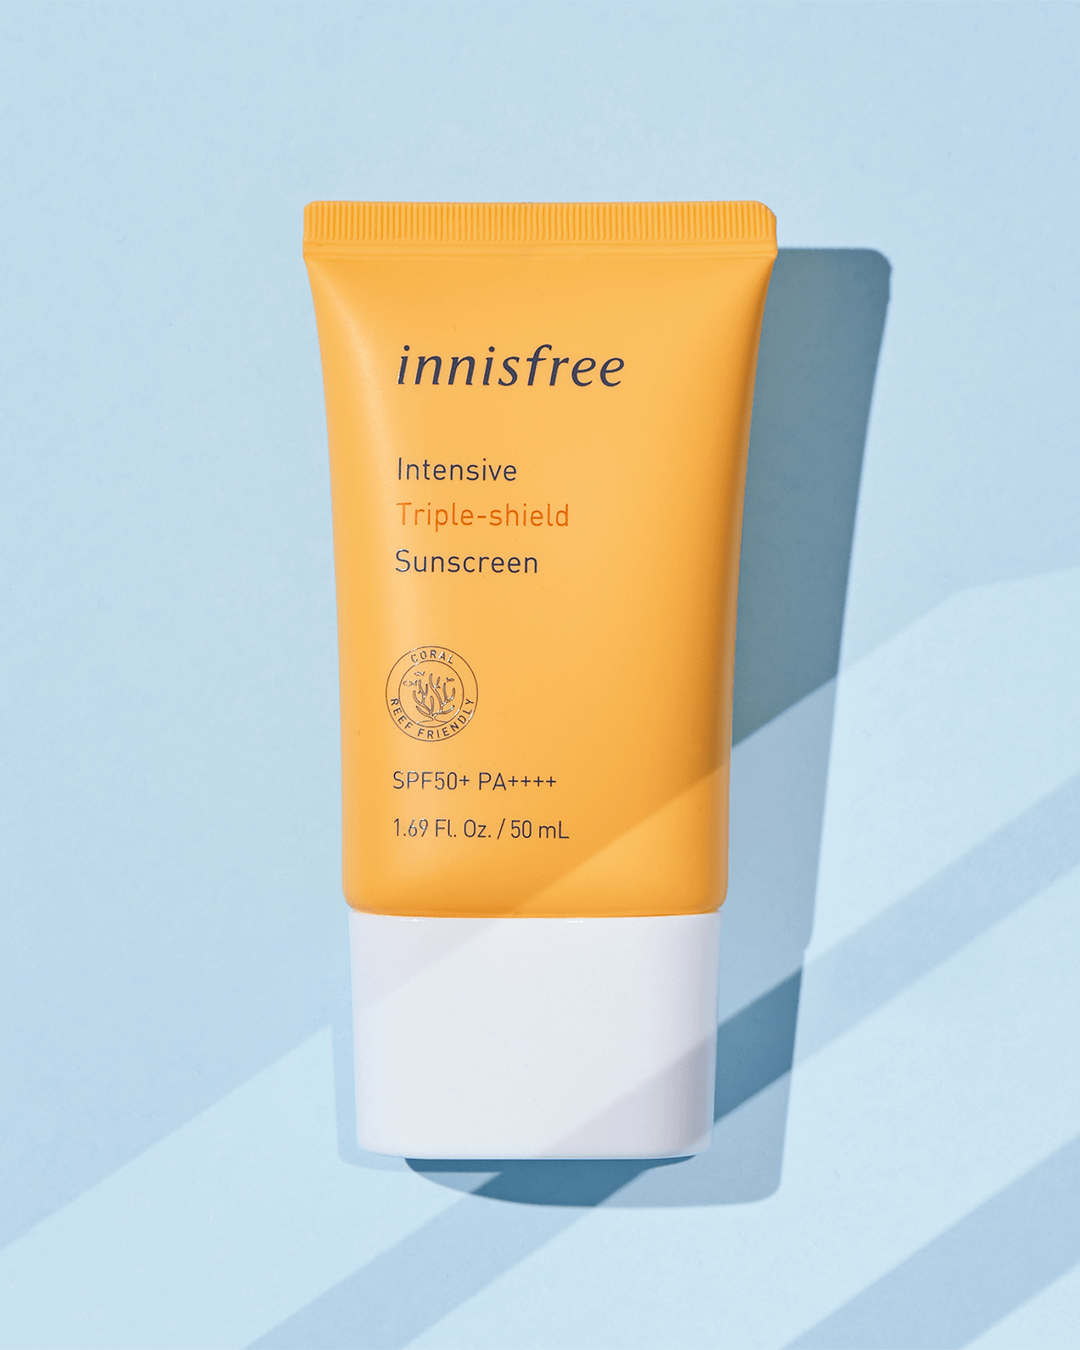 innisfree
Intensive
Triple-shield
Sunscreen
CORAL
REEF FRIENDLY
SPF50+ PA++++
1.69 Fl. Oz. / 50 mL